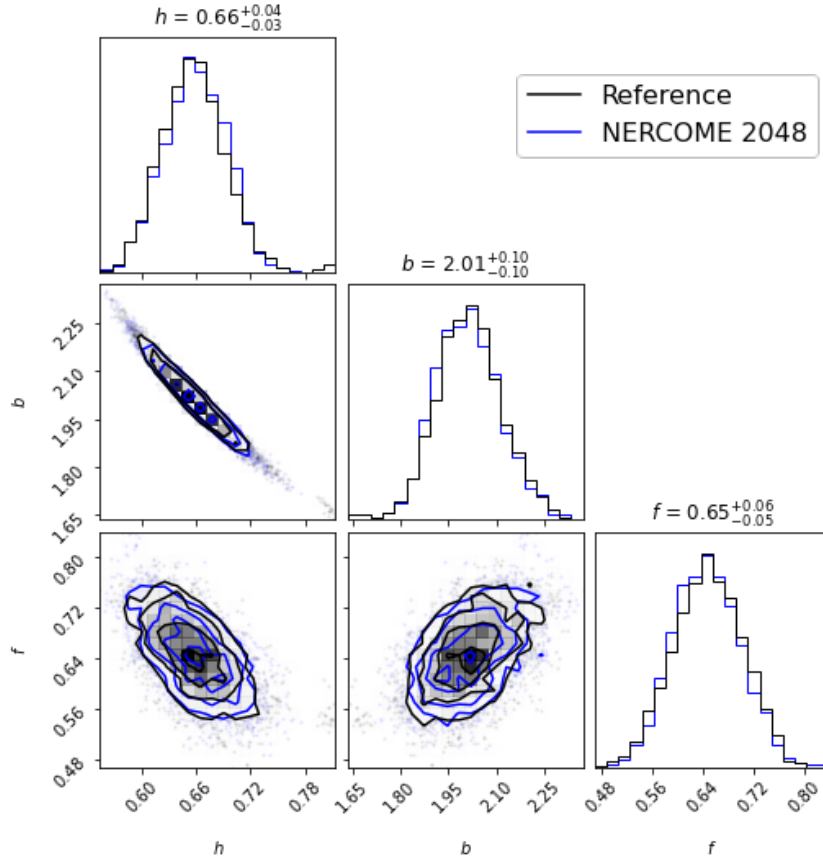 h = 0.66 +0.04 −0.03
Reference
NERCOME 2048
b = 2.01 +0.10 −0.10
b
2.25
2.10
1.95
1.80
1.65
f = 0.65 +0.06 −0.05
f
0.80
0.72
0.64
0.56
0.48
0.60 0.66 0.72 0.78
1.65 1.80 1.95 2.10 2.25
0.48 0.56 0.64 0.72 0.80
h b f